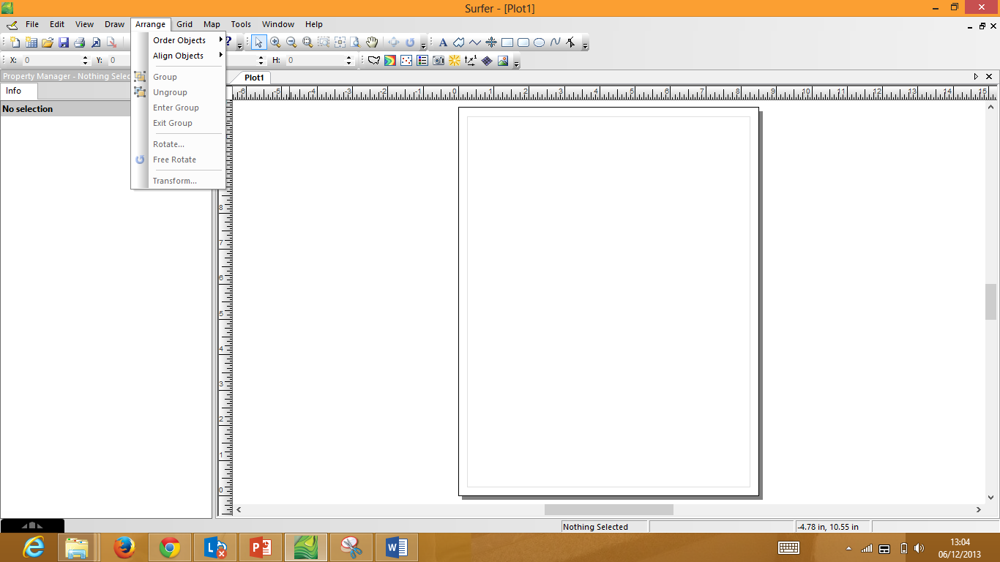 Surfer - [Plot1]
File Edit View Draw Arrange Grid Map Tools Window Help
Order Objects
Align Objects
Group
Ungroup
Enter Group
Exit Group
Rotate...
Free Rotate
Transform...
X: 0 Y: 0 H: 0
Property Manager - Nothing Selec
Plot1
Info
No selection
-6 -5 -4 -3 -2 -1 0 1 2 3 4 5 6 7 8 9 10 11 12 13 14 15
8
7
6
5
4
3
2
1
0
Nothing Selected
-4.78 in, 10.55 in
13:04
06/12/2013